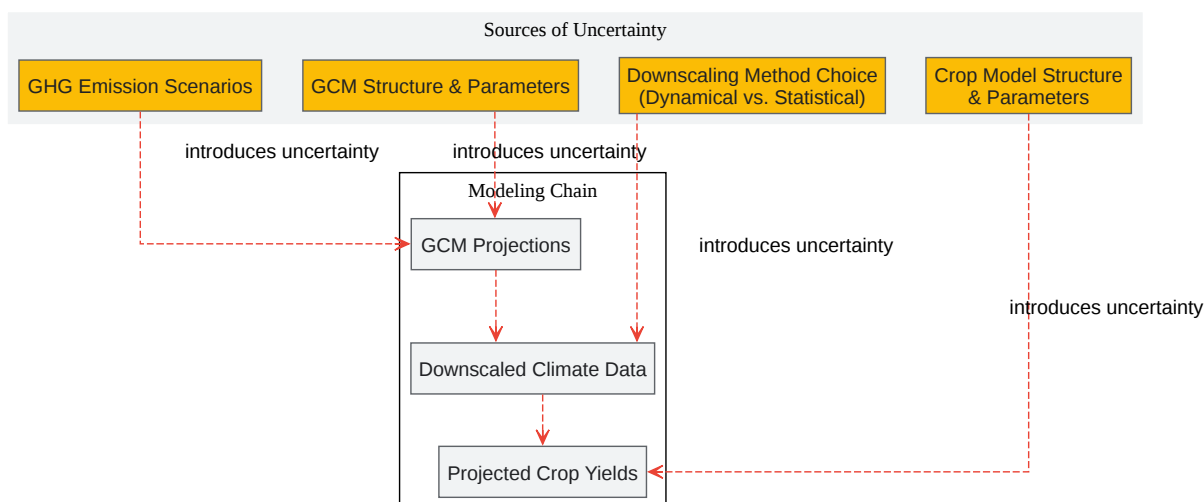 Sources of Uncertainty
GHG Emission Scenarios
GCM Structure & Parameters
Downscaling Method Choice
(Dynamical vs. Statistical)
Crop Model Structure
& Parameters
introduces uncertainty
introduces uncertainty
Modeling Chain
GCM Projections
introduces uncertainty
introduces uncertainty
Downscaled Climate Data
Projected Crop Yields